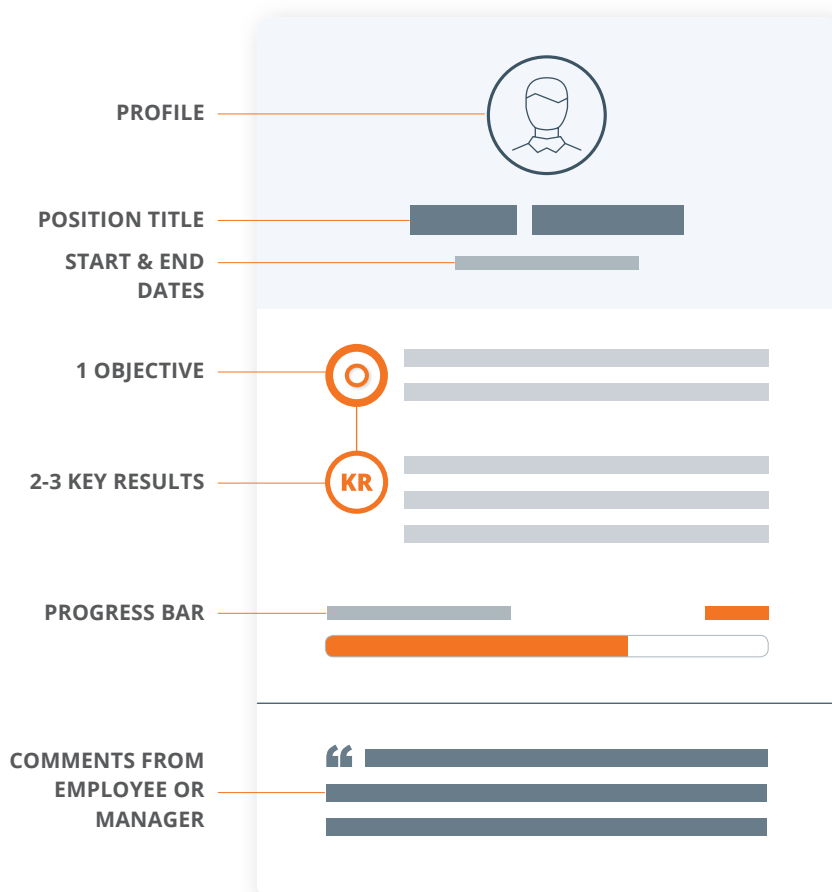 PROFILE
POSITION TITLE
START & END
DATES
1 OBJECTIVE
2-3 KEY RESULTS
KR
PROGRESS BAR
COMMENTS FROM
EMPLOYEE OR
MANAGER